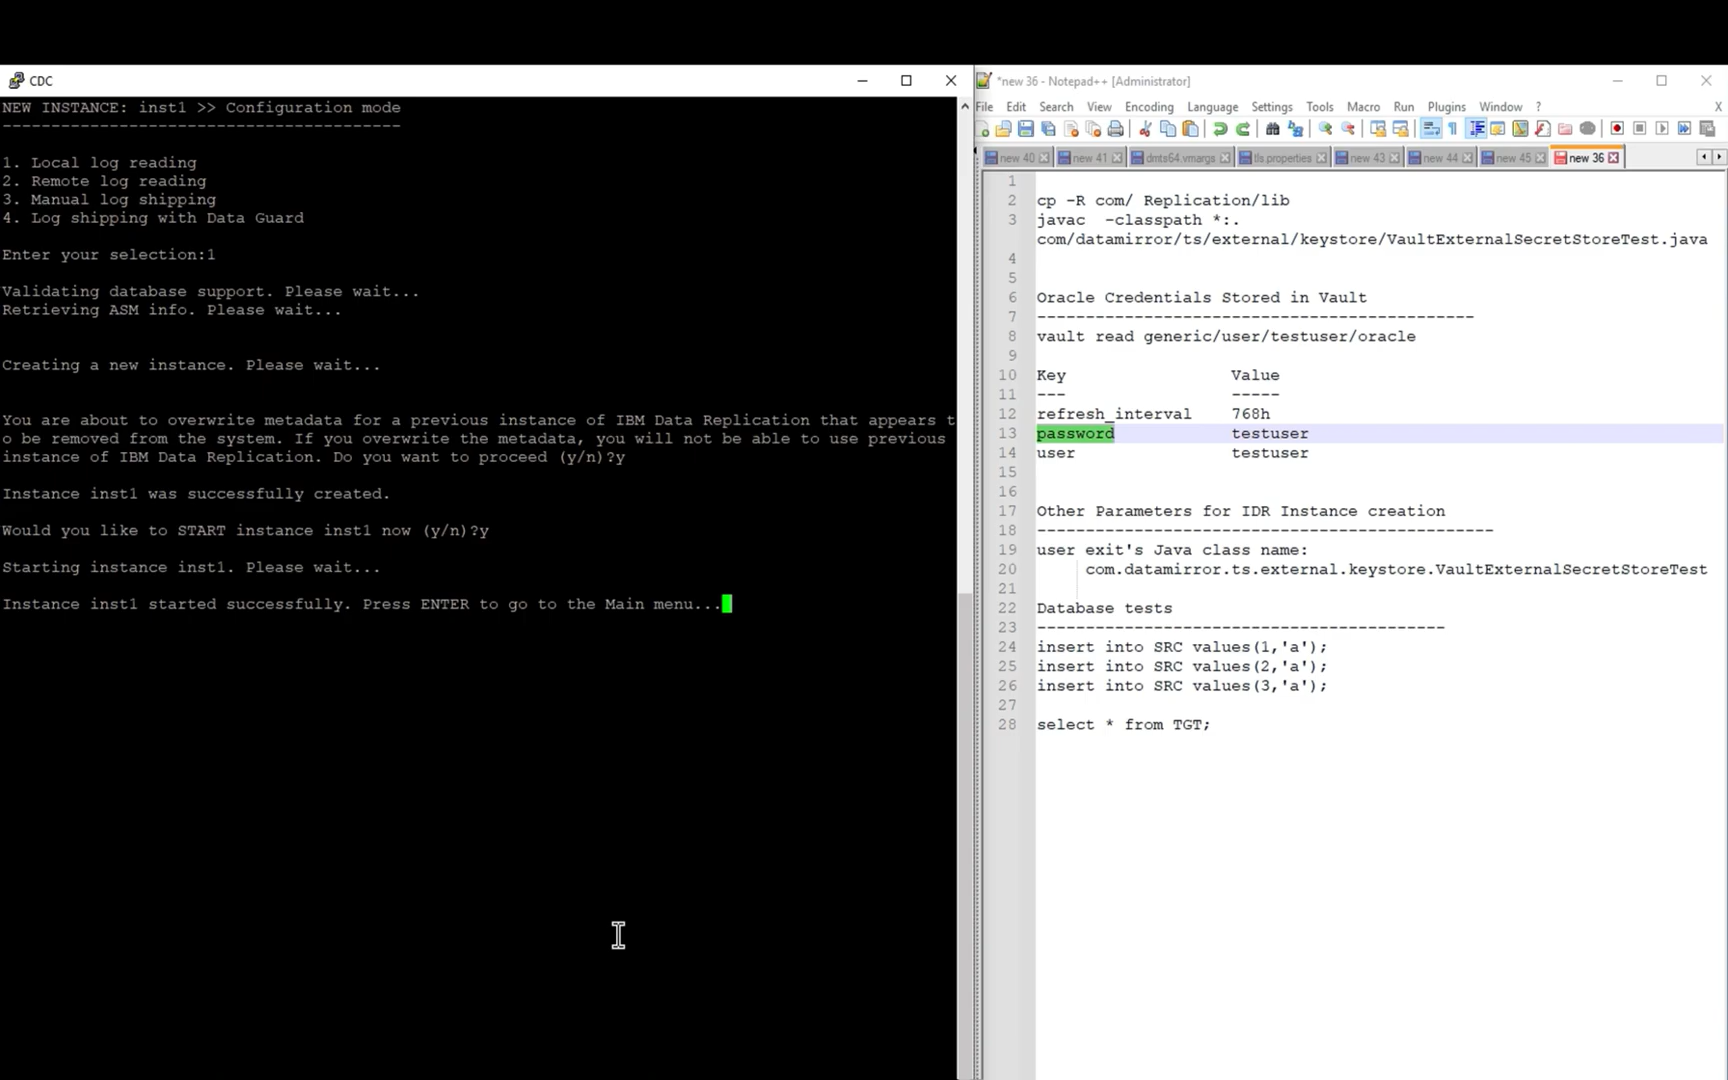 CDC
NEW INSTANCE: inst1 >> Configuration mode
-----------------------------------------
1. Local log reading
2. Remote log reading
3. Manual log shipping
4. Log shipping with Data Guard
Enter your selection:1
Validating database support. Please wait...
Retrieving ASM info. Please wait...
Creating a new instance. Please wait...
You are about to overwrite metadata for a previous instance of IBM Data Replication that appears t
o be removed from the system. If you overwrite the metadata, you will not be able to use previous
instance of IBM Data Replication. Do you want to proceed (y/n)?y
Instance inst1 was successfully created.
Would you like to START instance inst1 now (y/n)?y
Starting instance inst1. Please wait...
Instance inst1 started successfully. Press ENTER to go to the Main menu...
*new 36 - Notepad++ [Administrator]
File Edit Search View Encoding Language Settings Tools Macro Run Plugins Window ? X
new 40 new 41 dmts64.vmargs tls.properties new 43 new 44 new 45 new 36
1
2 cp -R com/ Replication/lib
3 javac  -classpath *:.
com/datamirror/ts/external/keystore/VaultExternalSecretStoreTest.java
4
5
6 Oracle Credentials Stored in Vault
7 ---------------------------------------------
8 vault read generic/user/testuser/oracle
9
10 Key Value
11 --- -----
12 refresh_interval 768h
13 password testuser
14 user testuser
15
16
17 Other Parameters for IDR Instance creation
18 -----------------------------------------------
19 user exit's Java class name:
20 com.datamirror.ts.external.keystore.VaultExternalSecretStoreTest
21
22 Database tests
23 ------------------------------------------
24 insert into SRC values(1,'a');
25 insert into SRC values(2,'a');
26 insert into SRC values(3,'a');
27
28 select * from TGT;